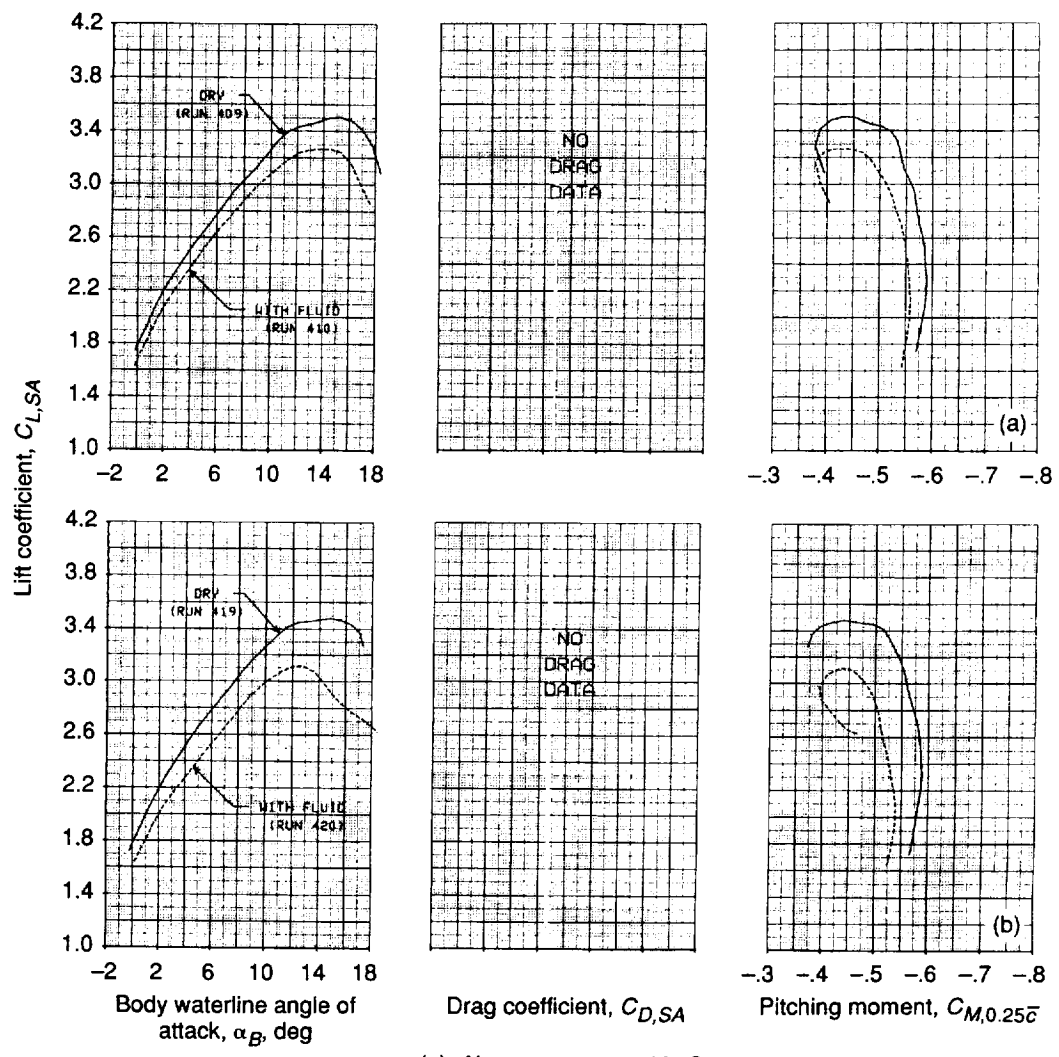 4.2
3.8
3.4
3.0
2.6
2.2
1.8
1.4
1.0
DRY
(RUN 409)
WITH FLUID
(RUN 410)
NO
DRAG
DATA
(a)
−2 2 6 10 14 18
−.3 −.4 −.5 −.6 −.7 −.8
Lift coefficient, C_L,SA
4.2
3.8
3.4
3.0
2.6
2.2
1.8
1.4
1.0
DRY
(RUN 419)
WITH FLUID
(RUN 420)
NO
DRAG
DATA
(b)
−2 2 6 10 14 18
−.3 −.4 −.5 −.6 −.7 −.8
Body waterline angle of
attack, α_B, deg
Drag coefficient, C_D,SA
Pitching moment, C_M,0.25c̄